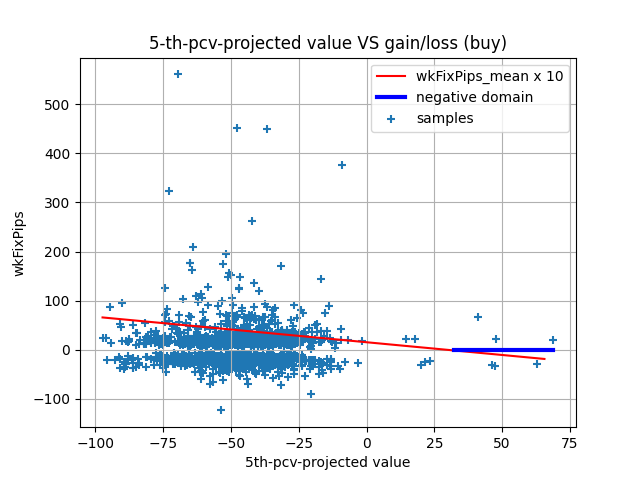 5-th-pcv-projected value VS gain/loss (buy)
wkFixPips_mean x 10
negative domain
samples
500
400
300
200
100
0
−100
wkFixPips
−100 −75 −50 −25 0 25 50 75
5th-pcv-projected value